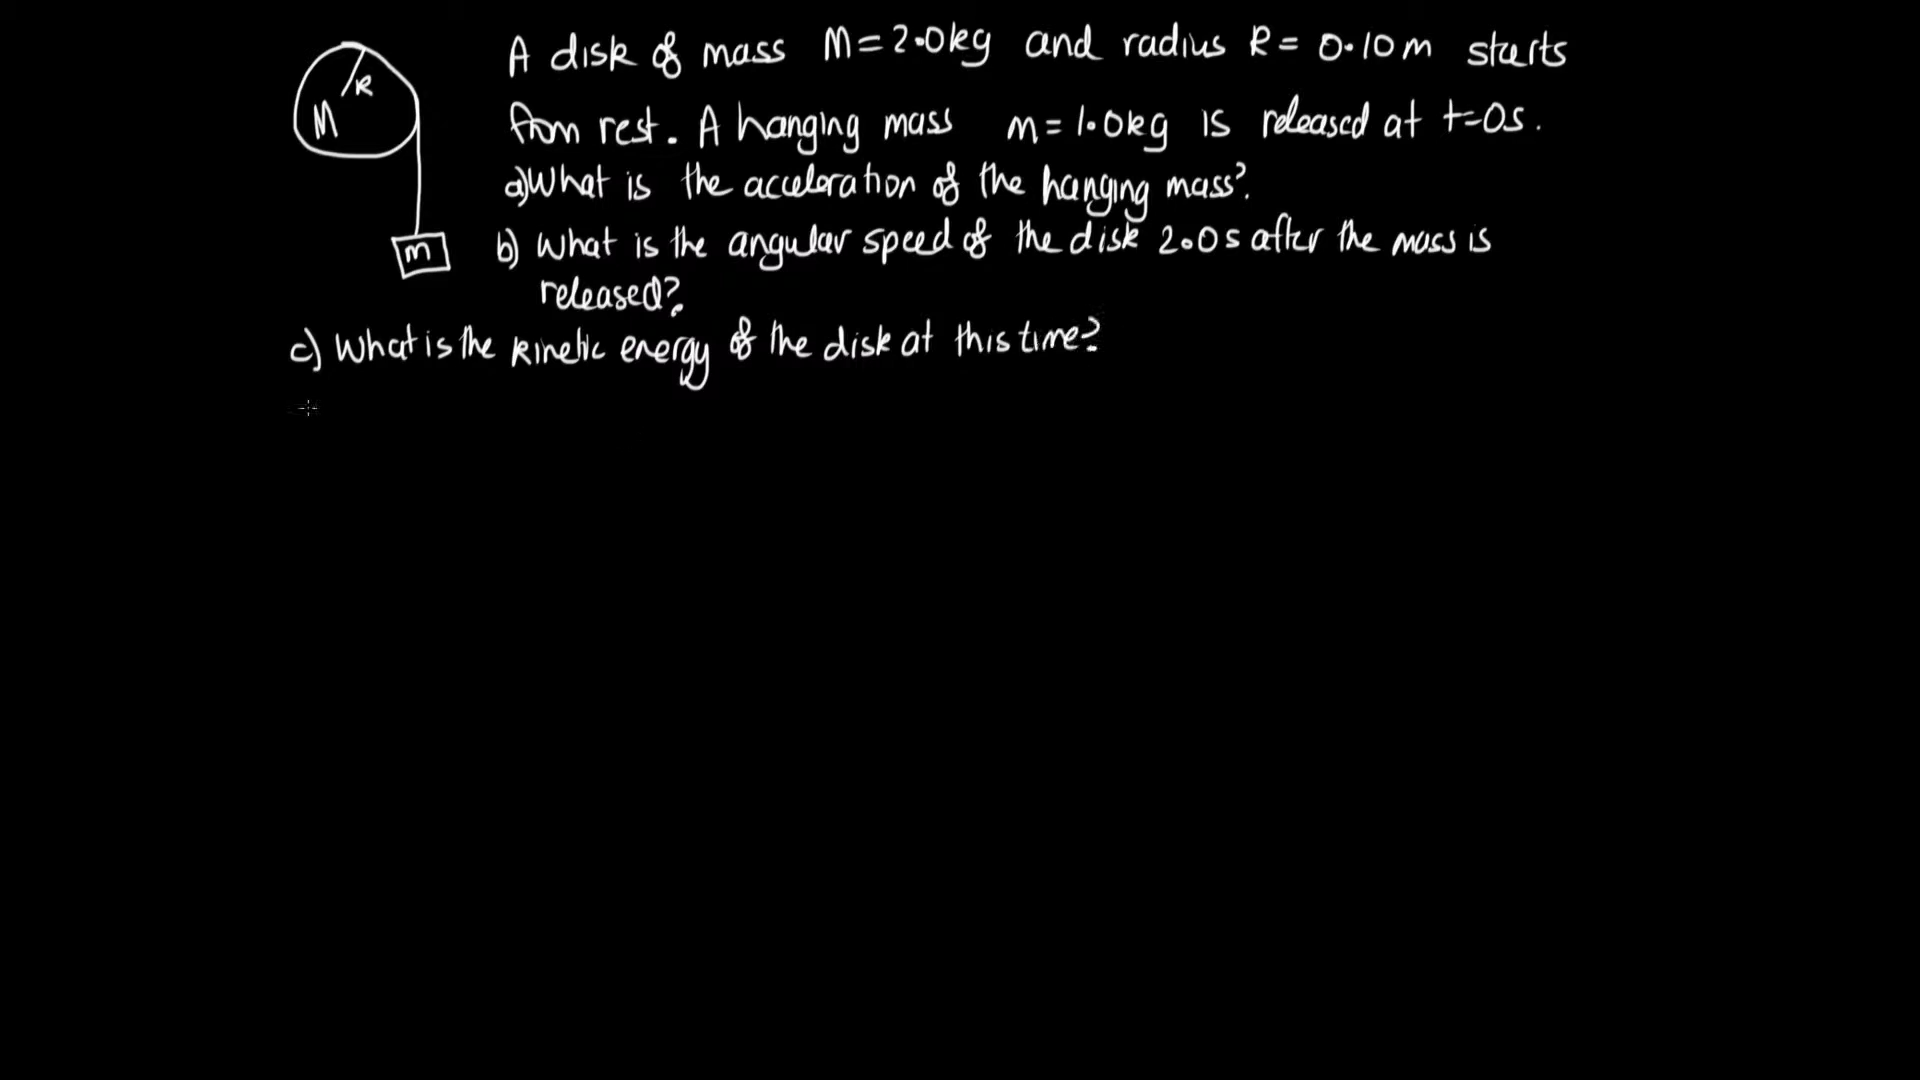 M R
A disk of mass M=2.0kg and radius R= 0.10m starts
from rest. A hanging mass m=1.0kg is released at t=0s.
a)What is the acceleration of the hanging mass?
m
b) What is the angular speed of the disk 2.0s after the mass is
released?
c) What is the kinetic energy of the disk at this time?